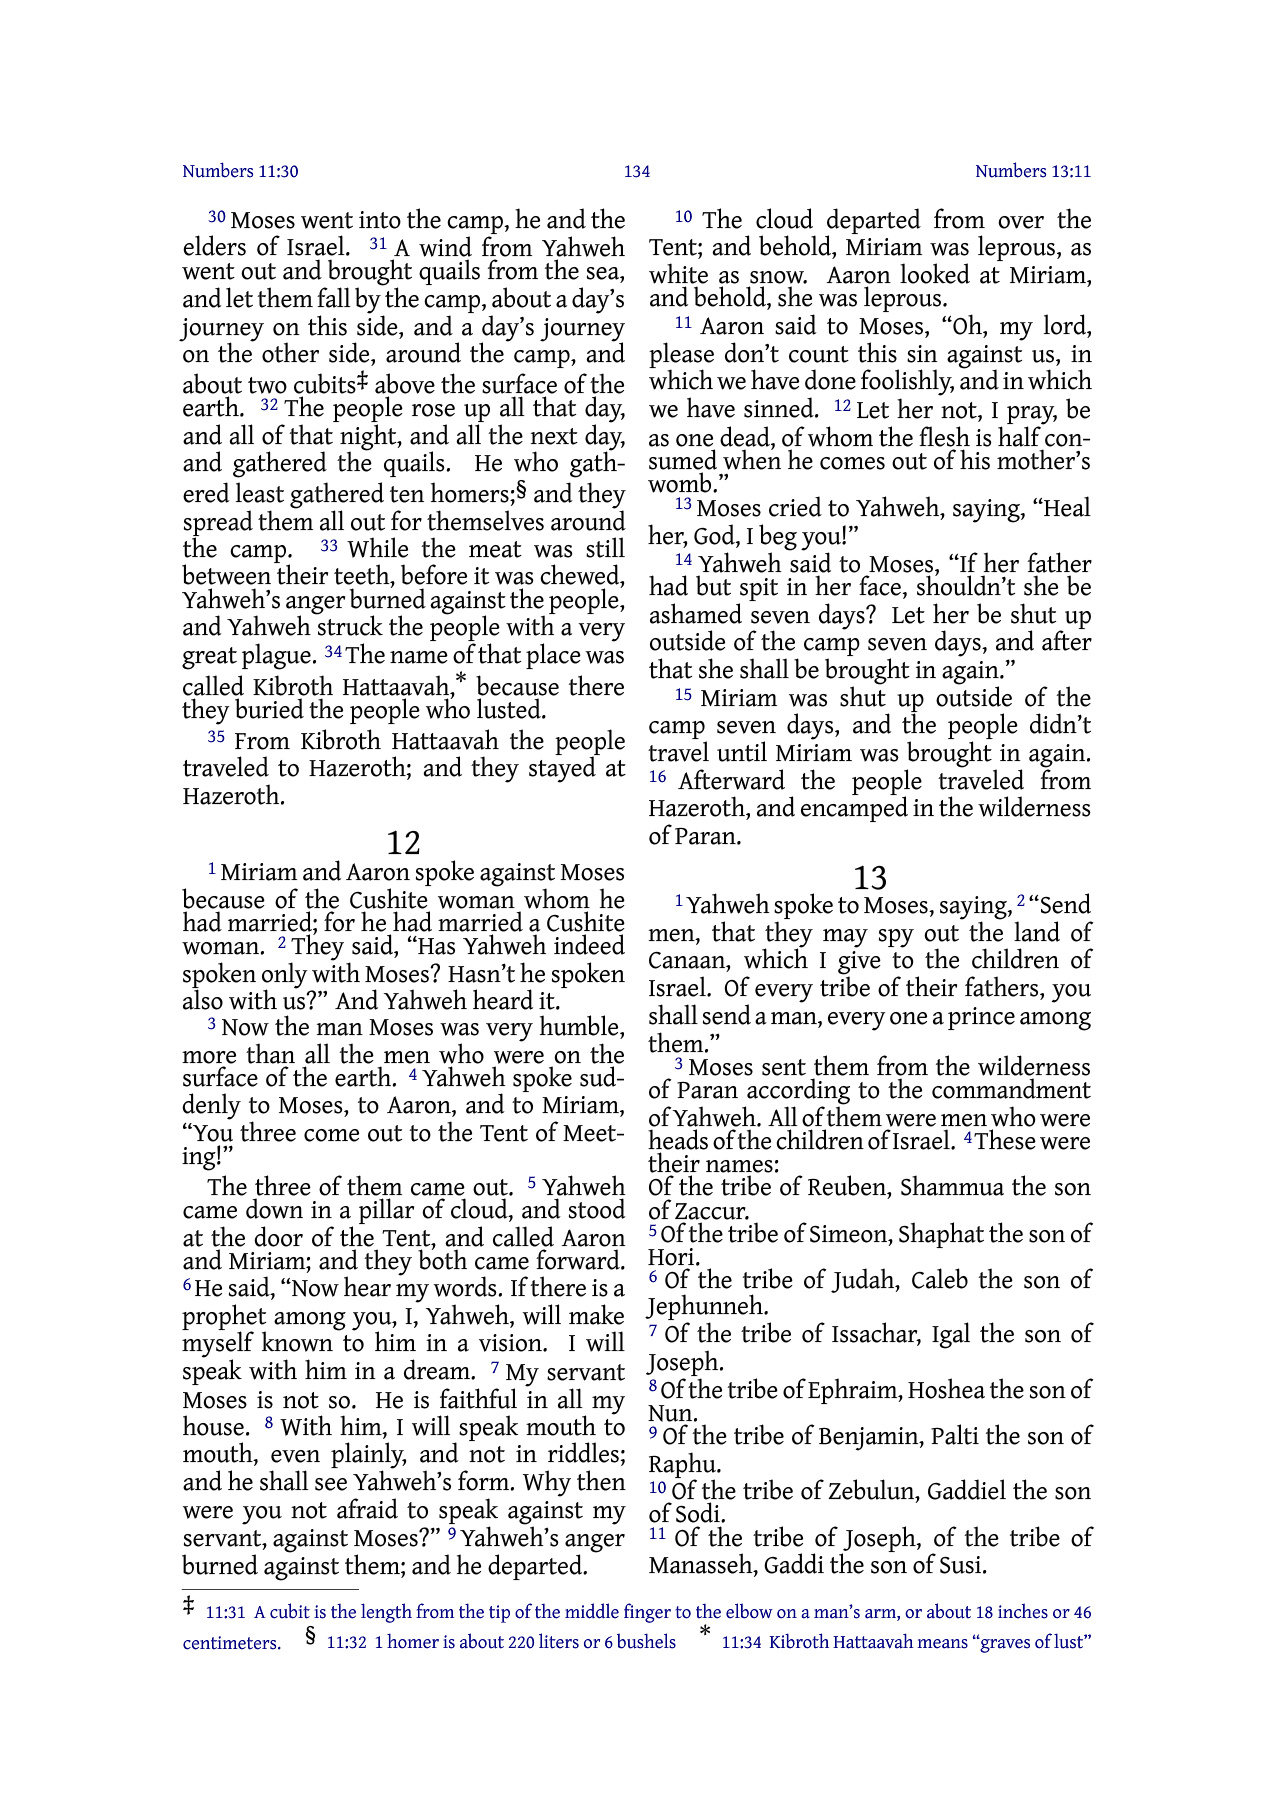 Numbers 11:30 134 Numbers 13:11
30 Moses went into the camp, he and the
elders of Israel. 31 A wind from Yahweh
went out and brought quails from the sea,
and let them fall by the camp, about a day’s
journey on this side, and a day’s journey
on the other side, around the camp, and
about two cubits‡ above the surface of the
earth. 32 The people rose up all that day,
and all of that night, and all the next day,
and gathered the quails. He who gath-
ered least gathered ten homers;§ and they
spread them all out for themselves around
the camp. 33 While the meat was still
between their teeth, before it was chewed,
Yahweh’s anger burned against the people,
and Yahweh struck the people with a very
great plague. 34 The name of that place was
called Kibroth Hattaavah,* because there
they buried the people who lusted.
35 From Kibroth Hattaavah the people
traveled to Hazeroth; and they stayed at
Hazeroth.
12
1 Miriam and Aaron spoke against Moses
because of the Cushite woman whom he
had married; for he had married a Cushite
woman. 2 They said, “Has Yahweh indeed
spoken only with Moses? Hasn’t he spoken
also with us?” And Yahweh heard it.
3 Now the man Moses was very humble,
more than all the men who were on the
surface of the earth. 4 Yahweh spoke sud-
denly to Moses, to Aaron, and to Miriam,
“You three come out to the Tent of Meet-
ing!”
The three of them came out. 5 Yahweh
came down in a pillar of cloud, and stood
at the door of the Tent, and called Aaron
and Miriam; and they both came forward.
6 He said, “Now hear my words. If there is a
prophet among you, I, Yahweh, will make
myself known to him in a vision. I will
speak with him in a dream. 7 My servant
Moses is not so. He is faithful in all my
house. 8 With him, I will speak mouth to
mouth, even plainly, and not in riddles;
and he shall see Yahweh’s form. Why then
were you not afraid to speak against my
servant, against Moses?” 9 Yahweh’s anger
burned against them; and he departed.
10 The cloud departed from over the
Tent; and behold, Miriam was leprous, as
white as snow. Aaron looked at Miriam,
and behold, she was leprous.
11 Aaron said to Moses, “Oh, my lord,
please don’t count this sin against us, in
which we have done foolishly, and in which
we have sinned. 12 Let her not, I pray, be
as one dead, of whom the flesh is half con-
sumed when he comes out of his mother’s
womb.”
13 Moses cried to Yahweh, saying, “Heal
her, God, I beg you!”
14 Yahweh said to Moses, “If her father
had but spit in her face, shouldn’t she be
ashamed seven days? Let her be shut up
outside of the camp seven days, and after
that she shall be brought in again.”
15 Miriam was shut up outside of the
camp seven days, and the people didn’t
travel until Miriam was brought in again.
16 Afterward the people traveled from
Hazeroth, and encamped in the wilderness
of Paran.
13
1 Yahweh spoke to Moses, saying, 2 “Send
men, that they may spy out the land of
Canaan, which I give to the children of
Israel. Of every tribe of their fathers, you
shall send a man, every one a prince among
them.”
3 Moses sent them from the wilderness
of Paran according to the commandment
of Yahweh. All of them were men who were
heads of the children of Israel. 4 These were
their names:
Of the tribe of Reuben, Shammua the son
of Zaccur.
5 Of the tribe of Simeon, Shaphat the son of
Hori.
6 Of the tribe of Judah, Caleb the son of
Jephunneh.
7 Of the tribe of Issachar, Igal the son of
Joseph.
8 Of the tribe of Ephraim, Hoshea the son of
Nun.
9 Of the tribe of Benjamin, Palti the son of
Raphu.
10 Of the tribe of Zebulun, Gaddiel the son
of Sodi.
11 Of the tribe of Joseph, of the tribe of
Manasseh, Gaddi the son of Susi.
‡ 11:31 A cubit is the length from the tip of the middle finger to the elbow on a man’s arm, or about 18 inches or 46
centimeters. § 11:32 1 homer is about 220 liters or 6 bushels * 11:34 Kibroth Hattaavah means “graves of lust”